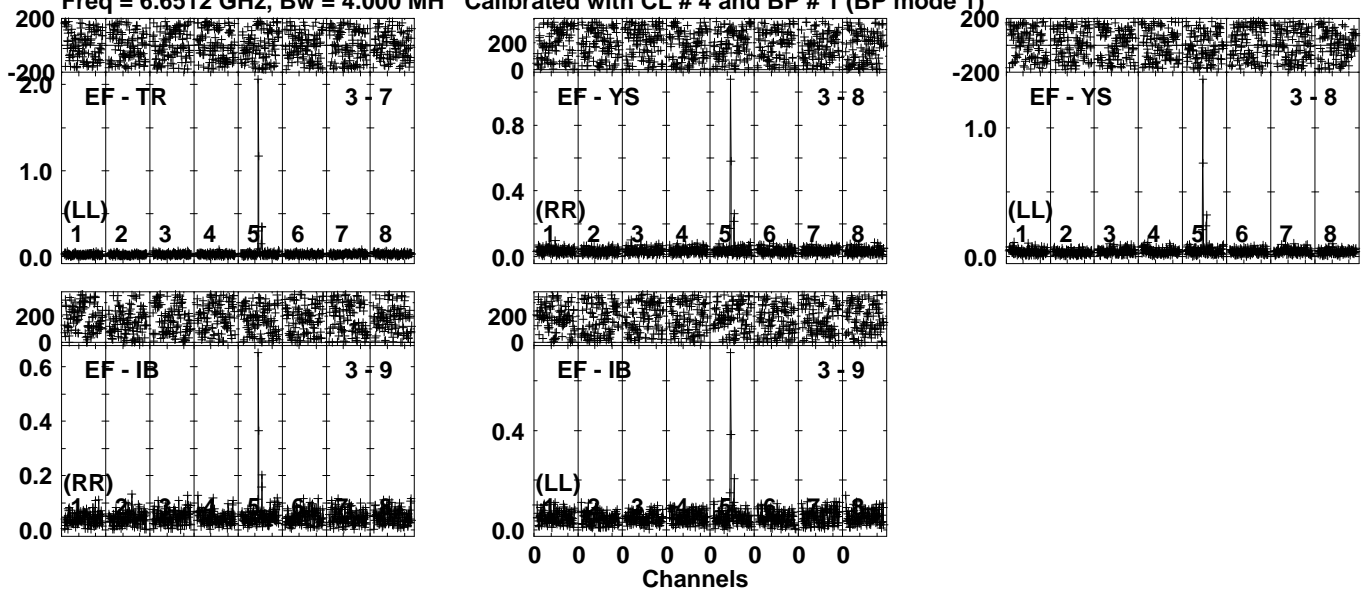 Freq = 6.6512 GHz, Bw = 4.000 MH Calibrated with CL # 4 and BP # 1 (BP mode 1)
200
-200
2.0
1.0
0.0
EF - TR 3 - 7
(LL)
1 2 3 4 5 6 7 8
200
0
0.8
0.4
0.0
EF - YS 3 - 8
(RR)
1 2 3 4 5 6 7 8
200
-200
1.0
0.0
EF - YS 3 - 8
(LL)
1 2 3 4 5 6 7 8
200
0
0.6
0.4
0.2
0.0
EF - IB 3 - 9
(RR)
1 2 3 4 5 6 7 8
200
0
0.4
0.0
EF - IB 3 - 9
(LL)
1 2 3 4 5 6 7 8
0 0 0 0 0 0 0 0
Channels